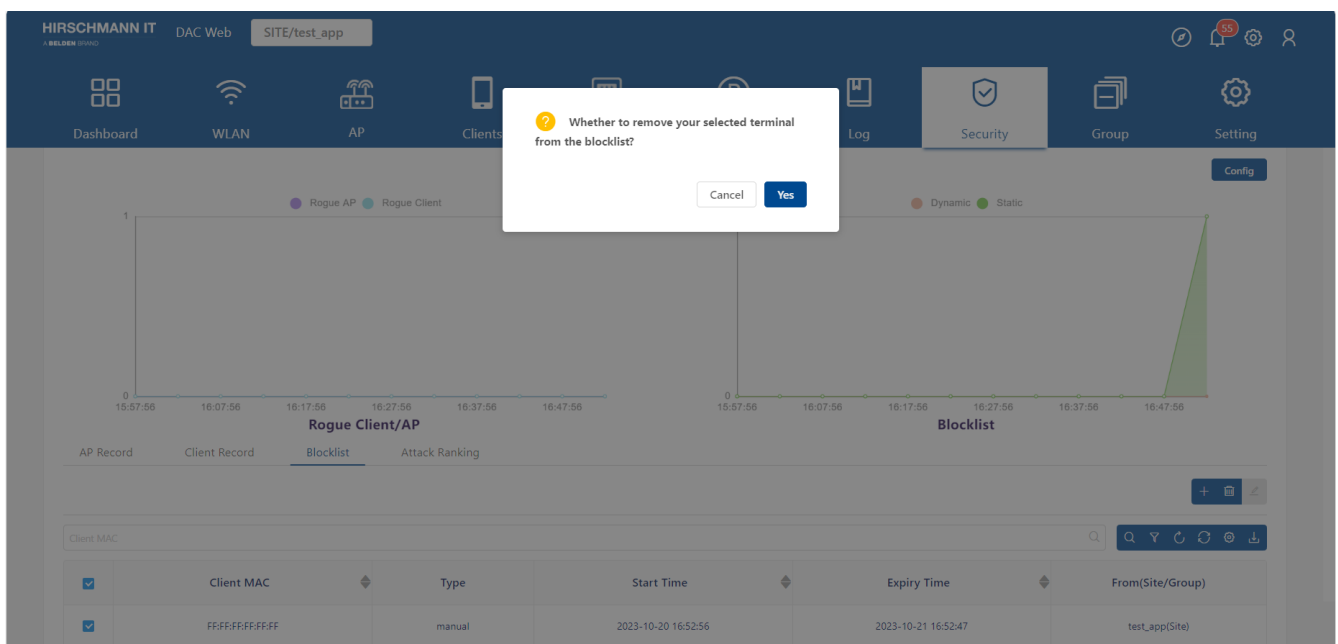 HIRSCHMANN IT
A BELDEN BRAND
DAC Web
SITE/test_app
55
Dashboard
WLAN
AP
Clients
Log
Security
Group
Setting
? Whether to remove your selected terminal
from the blocklist?
Cancel
Yes
Config
Rogue AP
Rogue Client
1
0
15:57:56
16:07:56
16:17:56
16:27:56
16:37:56
16:47:56
Rogue Client/AP
Dynamic
Static
0
15:57:56
16:07:56
16:17:56
16:27:56
16:37:56
16:47:56
Blocklist
AP Record
Client Record
Blocklist
Attack Ranking
Client MAC
Client MAC
Type
Start Time
Expiry Time
From(Site/Group)
FF:FF:FF:FF:FF:FF
manual
2023-10-20 16:52:56
2023-10-21 16:52:47
test_app(Site)